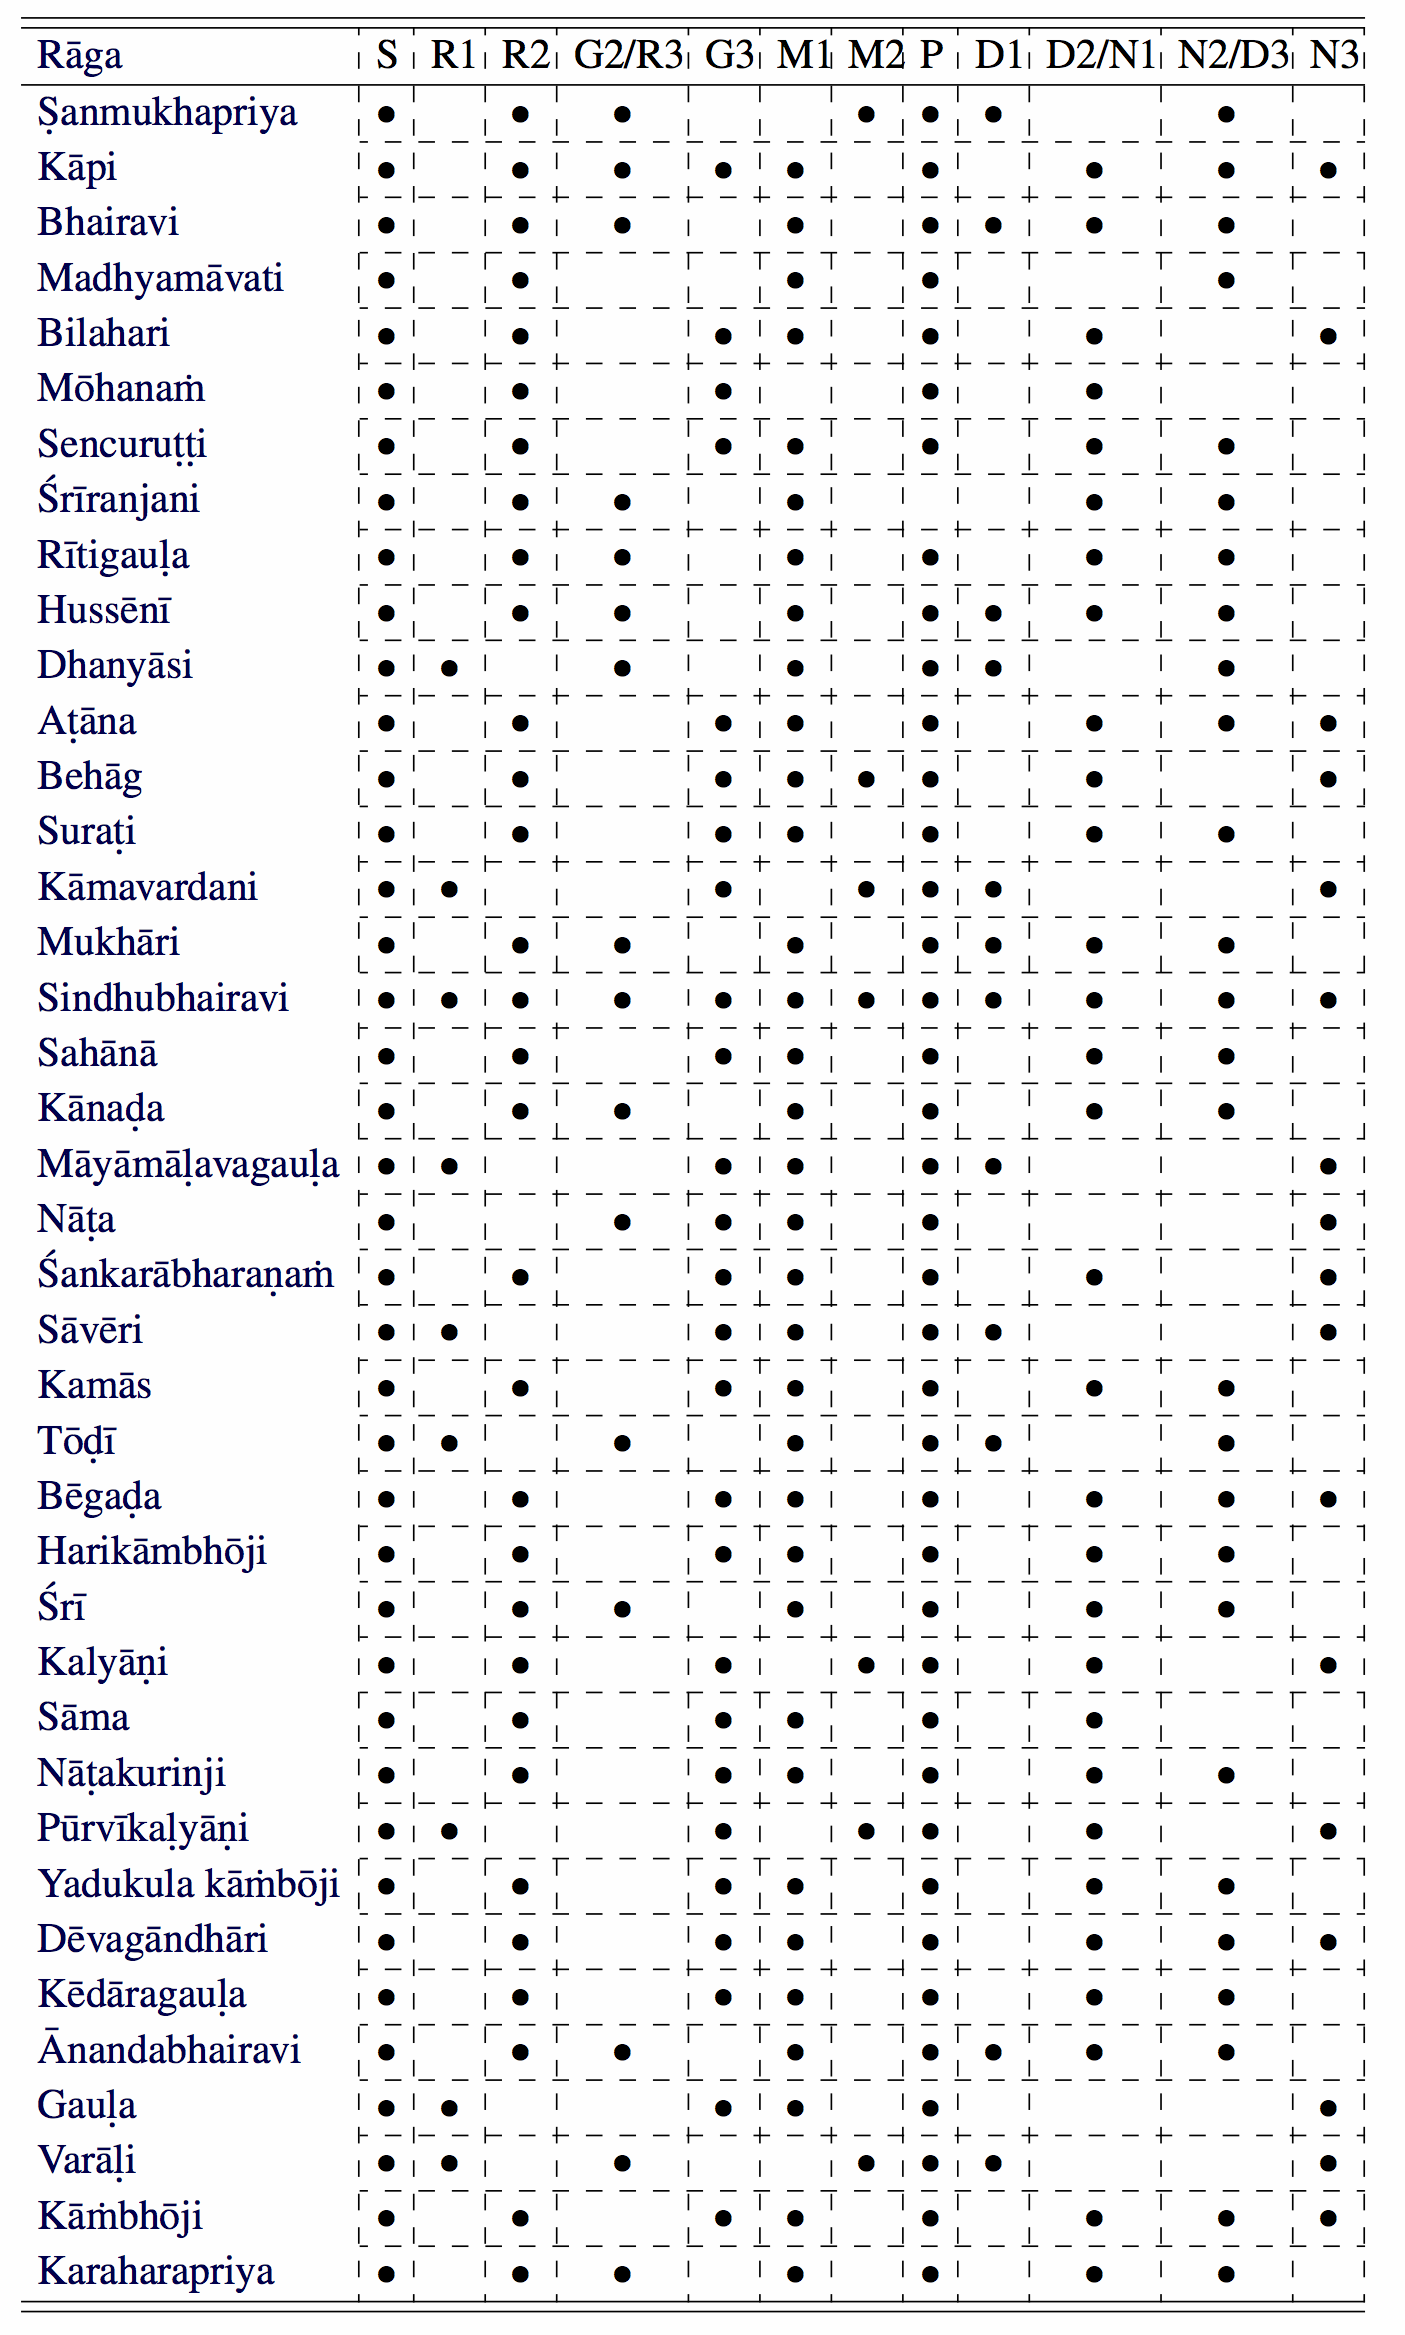 Rāga S R1 R2 G2/R3 G3 M1 M2 P D1 D2/N1 N2/D3 N3
Ṣanmukhapriya ● ● ● ● ● ● ●
Kāpi ● ● ● ● ● ● ● ● ●
Bhairavi ● ● ● ● ● ● ● ●
Madhyamāvati ● ● ● ● ●
Bilahari ● ● ● ● ● ● ●
Mōhanaṁ ● ● ● ● ●
Sencuruṭṭi ● ● ● ● ● ● ●
Śrīranjani ● ● ● ● ● ●
Rītigauḷa ● ● ● ● ● ● ●
Hussēnī ● ● ● ● ● ● ● ●
Dhanyāsi ● ● ● ● ● ● ●
Aṭāna ● ● ● ● ● ● ● ●
Behāg ● ● ● ● ● ● ● ●
Suraṭi ● ● ● ● ● ● ●
Kāmavardani ● ● ● ● ● ● ●
Mukhāri ● ● ● ● ● ● ● ●
Sindhubhairavi ● ● ● ● ● ● ● ● ● ● ● ●
Sahānā ● ● ● ● ● ● ●
Kānaḍa ● ● ● ● ● ● ●
Māyāmāḷavagauḷa ● ● ● ● ● ● ●
Nāṭa ● ● ● ● ● ●
Śankarābharaṇaṁ ● ● ● ● ● ● ●
Sāvēri ● ● ● ● ● ● ●
Kamās ● ● ● ● ● ● ●
Tōḍī ● ● ● ● ● ● ●
Bēgaḍa ● ● ● ● ● ● ● ●
Harikāmbhōji ● ● ● ● ● ● ●
Śrī ● ● ● ● ● ● ●
Kalyāṇi ● ● ● ● ● ● ●
Sāma ● ● ● ● ● ●
Nāṭakurinji ● ● ● ● ● ● ●
Pūrvīkaḷyāṇi ● ● ● ● ● ● ●
Yadukula kāṁbōji ● ● ● ● ● ● ●
Dēvagāndhāri ● ● ● ● ● ● ● ●
Kēdāragauḷa ● ● ● ● ● ● ●
Ānandabhairavi ● ● ● ● ● ● ● ●
Gauḷa ● ● ● ● ● ●
Varāḷi ● ● ● ● ● ● ●
Kāṁbhōji ● ● ● ● ● ● ● ●
Karaharapriya ● ● ● ● ● ● ●